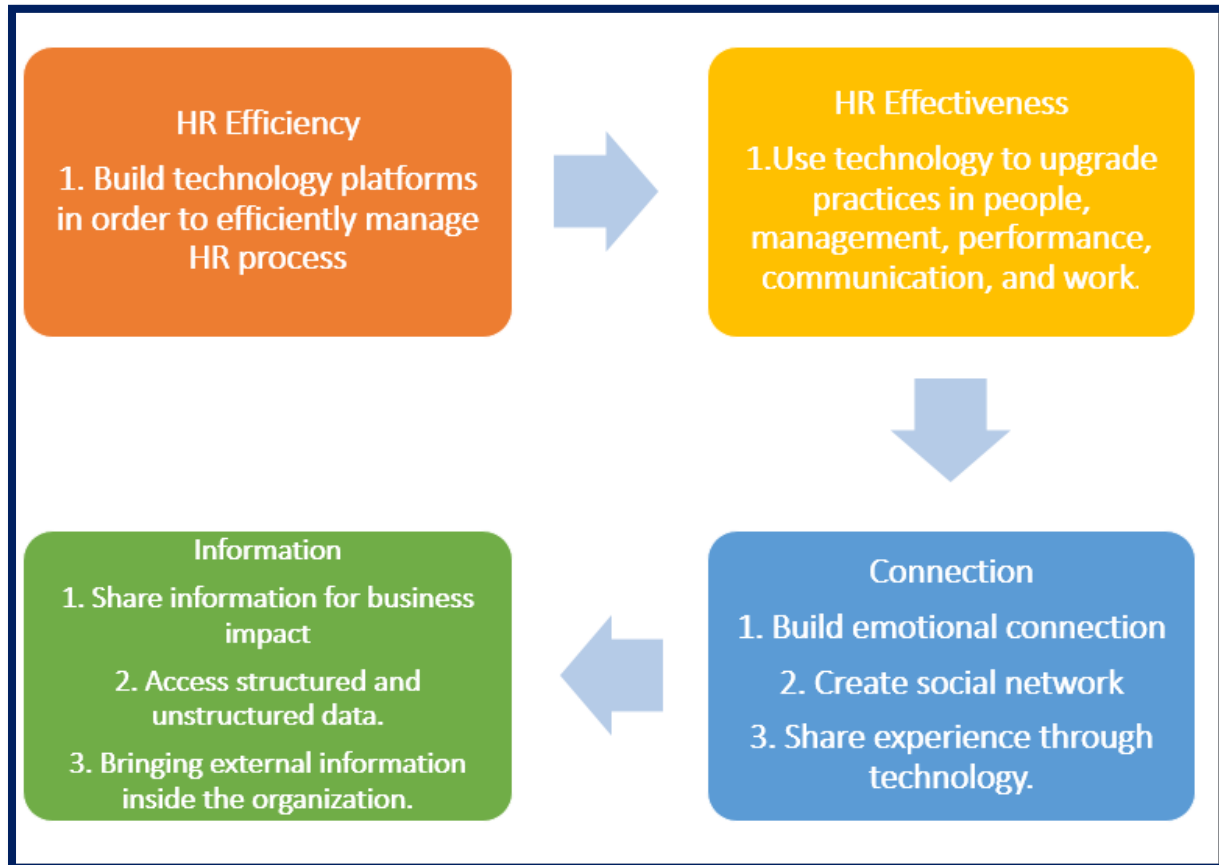 HR Efficiency
1. Build technology platforms
in order to efficiently manage
HR process
HR Effectiveness
1.Use technology to upgrade
practices in people,
management, performance,
communication, and work.
Connection
1. Build emotional connection
2. Create social network
3. Share experience through
technology.
Information
1. Share information for business
impact
2. Access structured and
unstructured data.
3. Bringing external information
inside the organization.